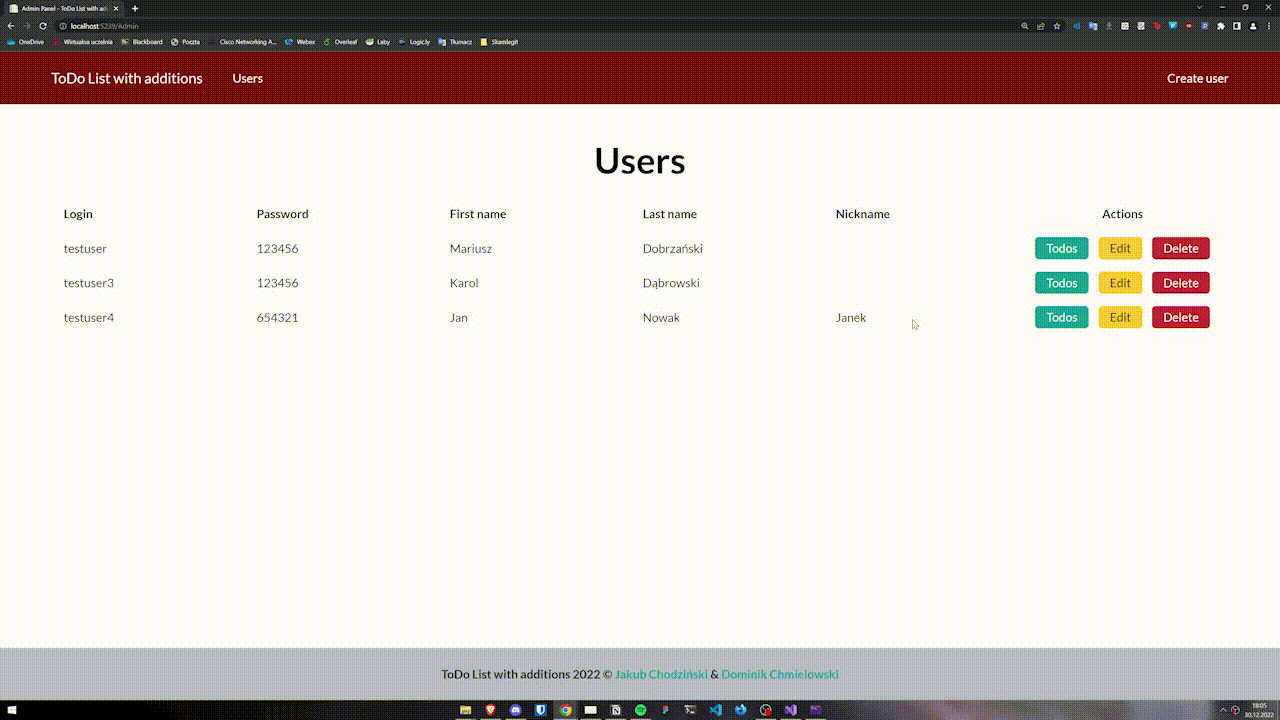 Admin Panel - ToDo List with ad
localhost:5239/Admin
OneDrive Wirtualna uczelnia Blackboard Poczta Cisco Networking A... Webex Overleaf Laby Logic.ly Tłumacz Skamlegit
ToDo List with additions Users Create user
Users
Login Password First name Last name Nickname Actions
testuser 123456 Mariusz Dobrzański Todos Edit Delete
testuser3 123456 Karol Dąbrowski Todos Edit Delete
testuser4 654321 Jan Nowak Janek Todos Edit Delete
ToDo List with additions 2022 © Jakub Chodziński & Dominik Chmielowski
18:05
30.12.2022